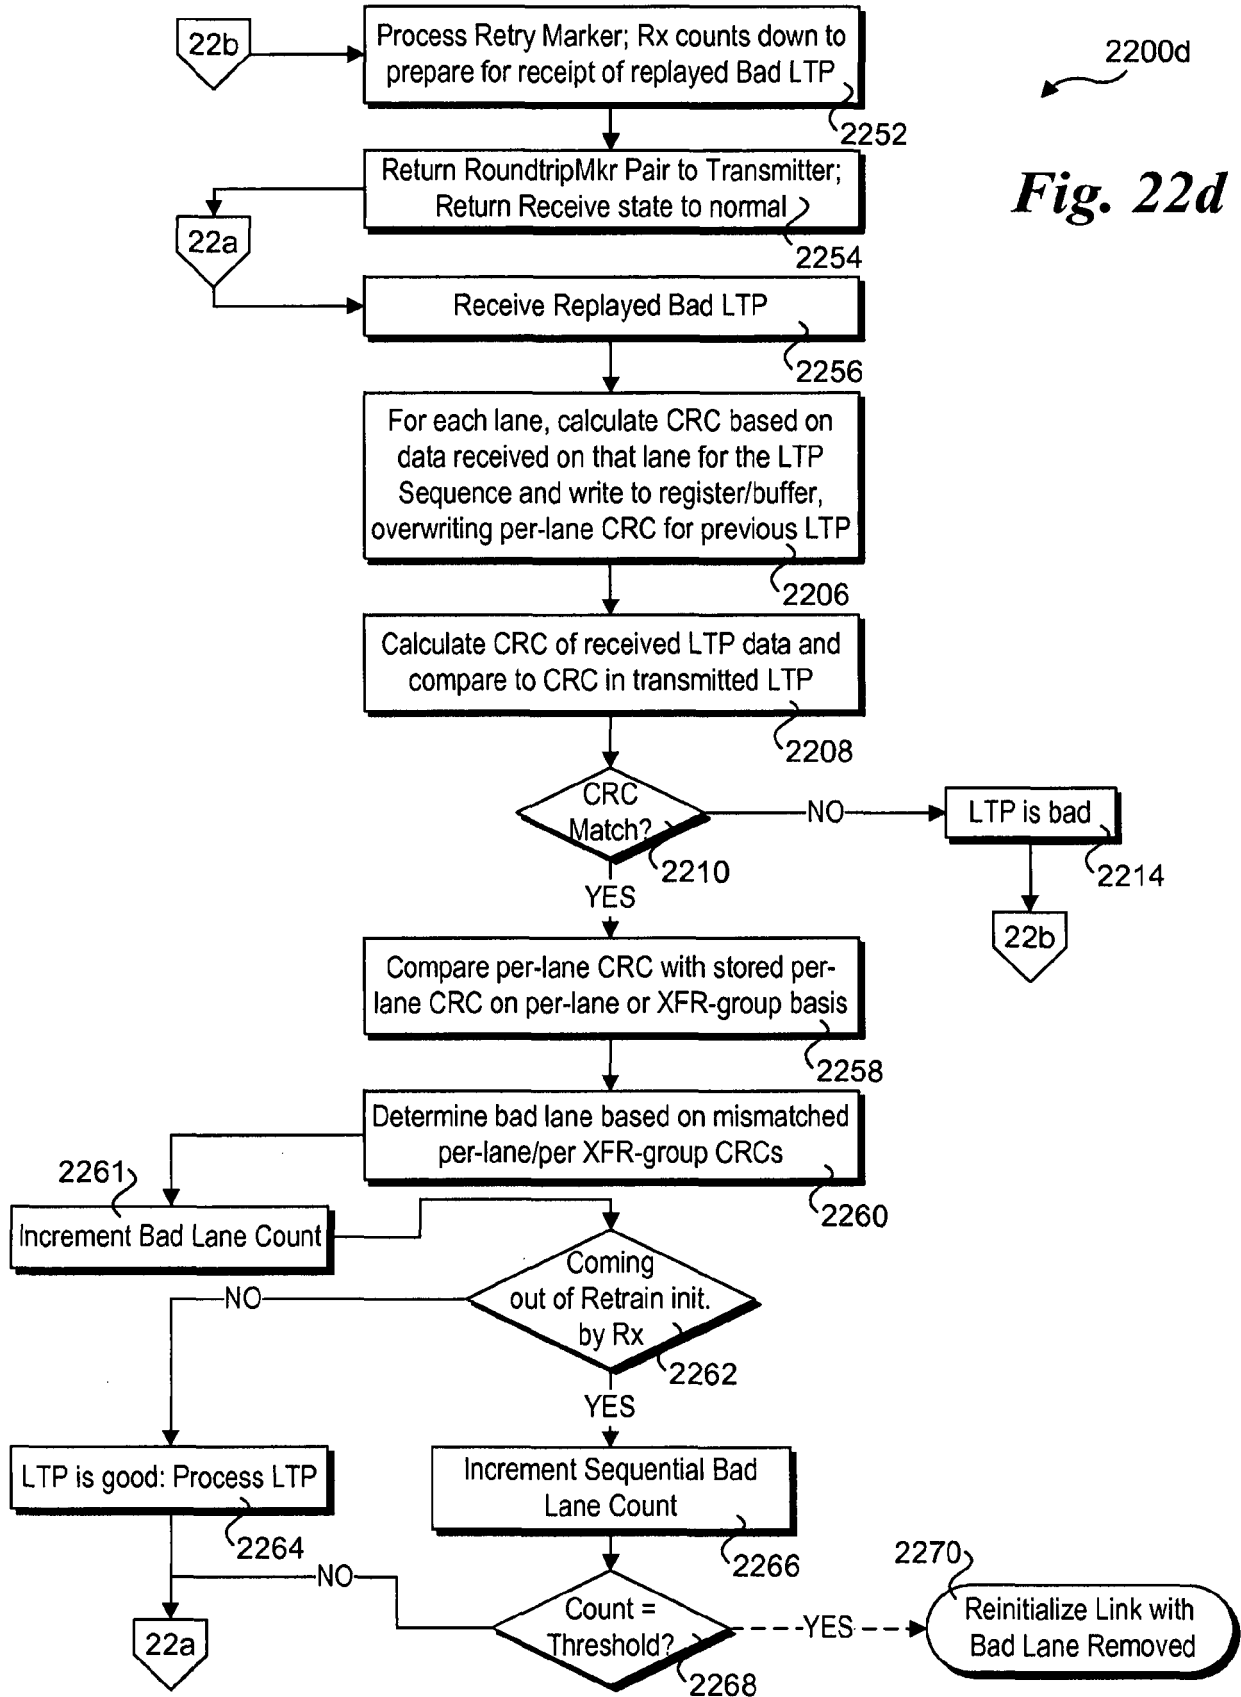 22b
Process Retry Marker; Rx counts down to
prepare for receipt of replayed Bad LTP
2252
2200d
Fig. 22d
Return RoundtripMkr Pair to Transmitter;
Return Receive state to normal
2254
22a
Receive Replayed Bad LTP
2256
For each lane, calculate CRC based on
data received on that lane for the LTP
Sequence and write to register/buffer,
overwriting per-lane CRC for previous LTP
2206
Calculate CRC of received LTP data and
compare to CRC in transmitted LTP
2208
CRC
Match?
2210
NO
LTP is bad
2214
22b
YES
Compare per-lane CRC with stored per-
lane CRC on per-lane or XFR-group basis
2258
Determine bad lane based on mismatched
per-lane/per XFR-group CRCs
2260
2261
Increment Bad Lane Count
Coming
out of Retrain init.
by Rx
2262
NO
YES
LTP is good: Process LTP
2264
Increment Sequential Bad
Lane Count
2266
NO
Count =
Threshold?
2268
YES
2270
Reinitialize Link with
Bad Lane Removed
22a